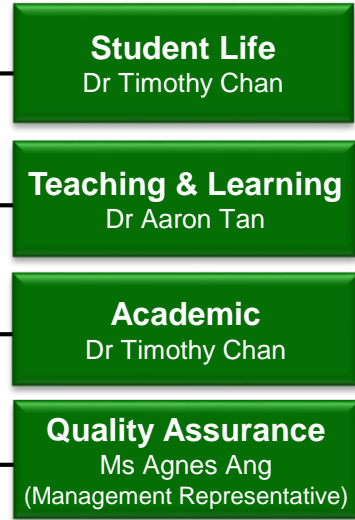 Student Life
Dr Timothy Chan
Teaching & Learning
Dr Aaron Tan
Academic
Dr Timothy Chan
Quality Assurance
Ms Agnes Ang
(Management Representative)